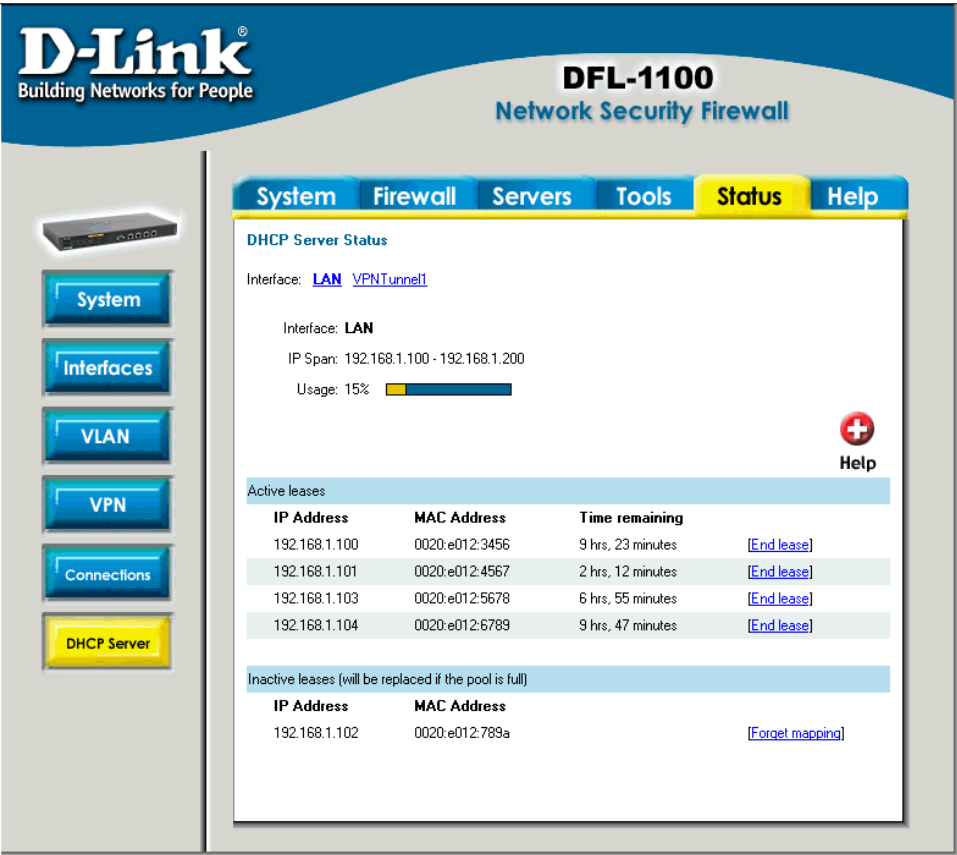 D-Link®
Building Networks for People
DFL-1100
Network Security Firewall
System Firewall Servers Tools Status Help
System
Interfaces
VLAN
VPN
Connections
DHCP Server
DHCP Server Status
Interface: LAN VPNTunnel1
Interface: LAN
IP Span: 192.168.1.100 - 192.168.1.200
Usage: 15%
Help
Active leases
IP Address MAC Address Time remaining
192.168.1.100 0020:e012:3456 9 hrs, 23 minutes [End lease]
192.168.1.101 0020:e012:4567 2 hrs, 12 minutes [End lease]
192.168.1.103 0020:e012:5678 6 hrs, 55 minutes [End lease]
192.168.1.104 0020:e012:6789 9 hrs, 47 minutes [End lease]
Inactive leases (will be replaced if the pool is full)
IP Address MAC Address
192.168.1.102 0020:e012:789a [Forget mapping]